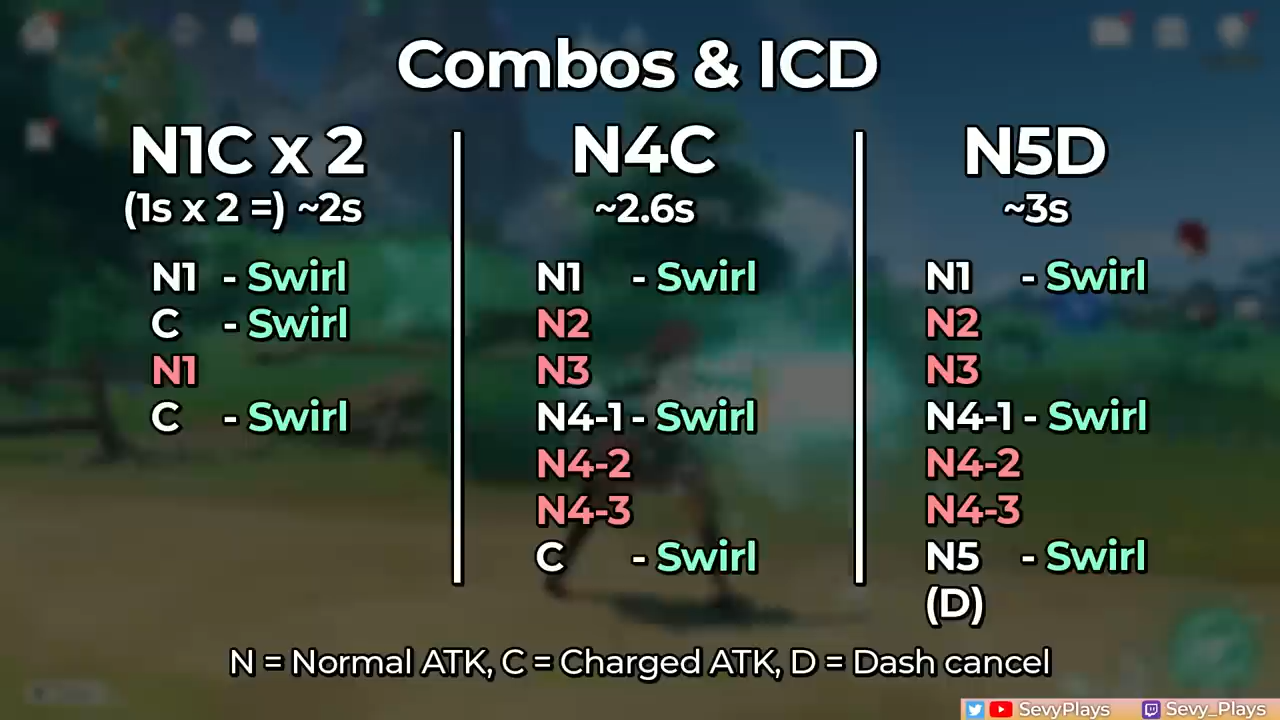 Combos & ICD
N1C x 2
(1s x 2 =) ~2s
N1 - Swirl
C - Swirl
N1
C - Swirl
N4C
~2.6s
N1 - Swirl
N2
N3
N4-1 - Swirl
N4-2
N4-3
C - Swirl
N5D
~3s
N1 - Swirl
N2
N3
N4-1 - Swirl
N4-2
N4-3
N5 - Swirl
(D)
N = Normal ATK, C = Charged ATK, D = Dash cancel
SevyPlays Sevy_Plays